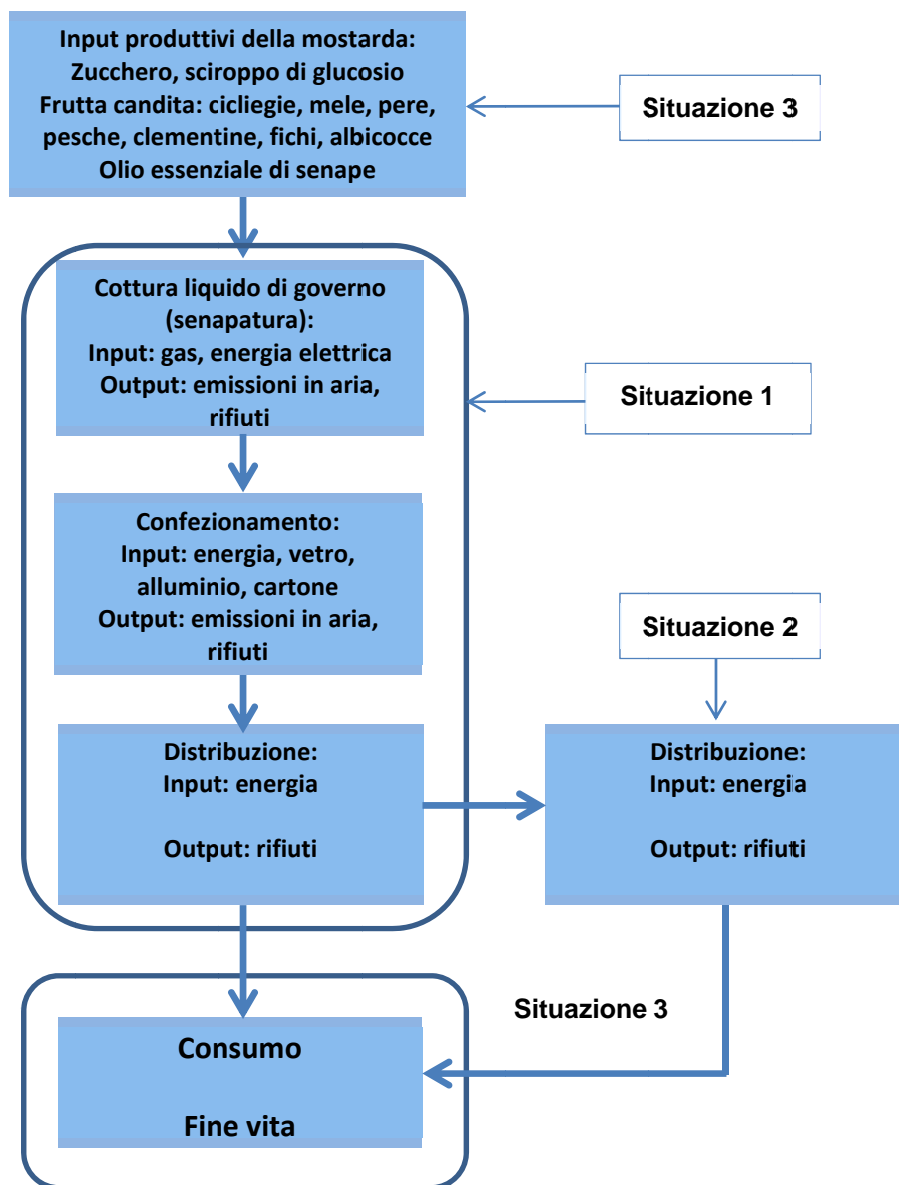 Input produttivi della mostarda:
Zucchero, sciroppo di glucosio
Frutta candita: cicliegie, mele, pere,
pesche, clementine, fichi, albicocce
Olio essenziale di senape
Situazione 3
Cottura liquido di governo
(senapatura):
Input: gas, energia elettrica
Output: emissioni in aria,
rifiuti
Situazione 1
Confezionamento:
Input: energia, vetro,
alluminio, cartone
Output: emissioni in aria,
rifiuti
Situazione 2
Distribuzione:
Input: energia
Output: rifiuti
Distribuzione:
Input: energia
Output: rifiuti
Situazione 3
Consumo
Fine vita